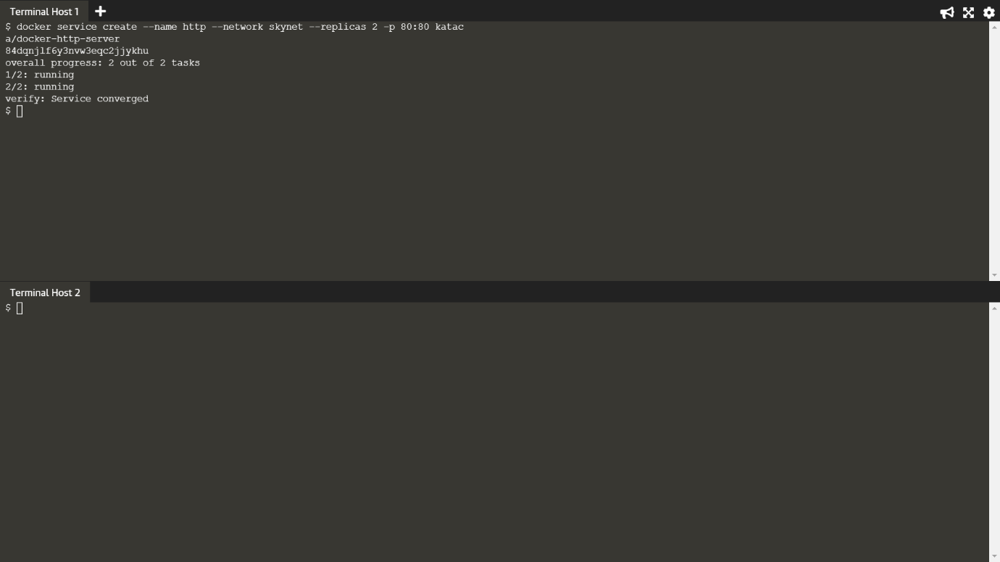 Terminal Host 1
$ docker service create --name http --network skynet --replicas 2 -p 80:80 katac
a/docker-http-server
84dqnjlf6y3nvw3eqc2jjykhu
overall progress: 2 out of 2 tasks
1/2: running
2/2: running
verify: Service converged
$
Terminal Host 2
$